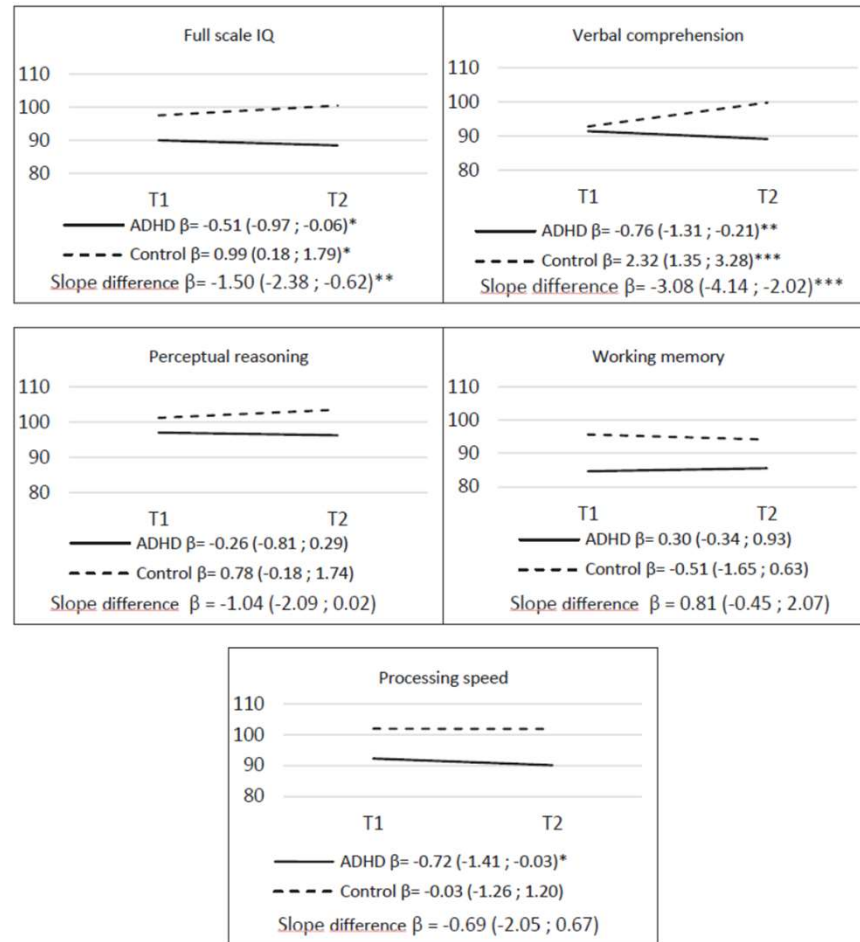 Full scale IQ
110
100
90
80
T1 T2
ADHD β= -0.51 (-0.97 ; -0.06)*
Control β= 0.99 (0.18 ; 1.79)*
Slope difference β= -1.50 (-2.38 ; -0.62)**
Verbal comprehension
110
100
90
80
T1 T2
ADHD β= -0.76 (-1.31 ; -0.21)**
Control β= 2.32 (1.35 ; 3.28)***
Slope difference β= -3.08 (-4.14 ; -2.02)***
Perceptual reasoning
110
100
90
80
T1 T2
ADHD β= -0.26 (-0.81 ; 0.29)
Control β= 0.78 (-0.18 ; 1.74)
Slope difference β = -1.04 (-2.09 ; 0.02)
Working memory
110
100
90
80
T1 T2
ADHD β= 0.30 (-0.34 ; 0.93)
Control β= -0.51 (-1.65 ; 0.63)
Slope difference β = 0.81 (-0.45 ; 2.07)
Processing speed
110
100
90
80
T1 T2
ADHD β= -0.72 (-1.41 ; -0.03)*
Control β= -0.03 (-1.26 ; 1.20)
Slope difference β = -0.69 (-2.05 ; 0.67)